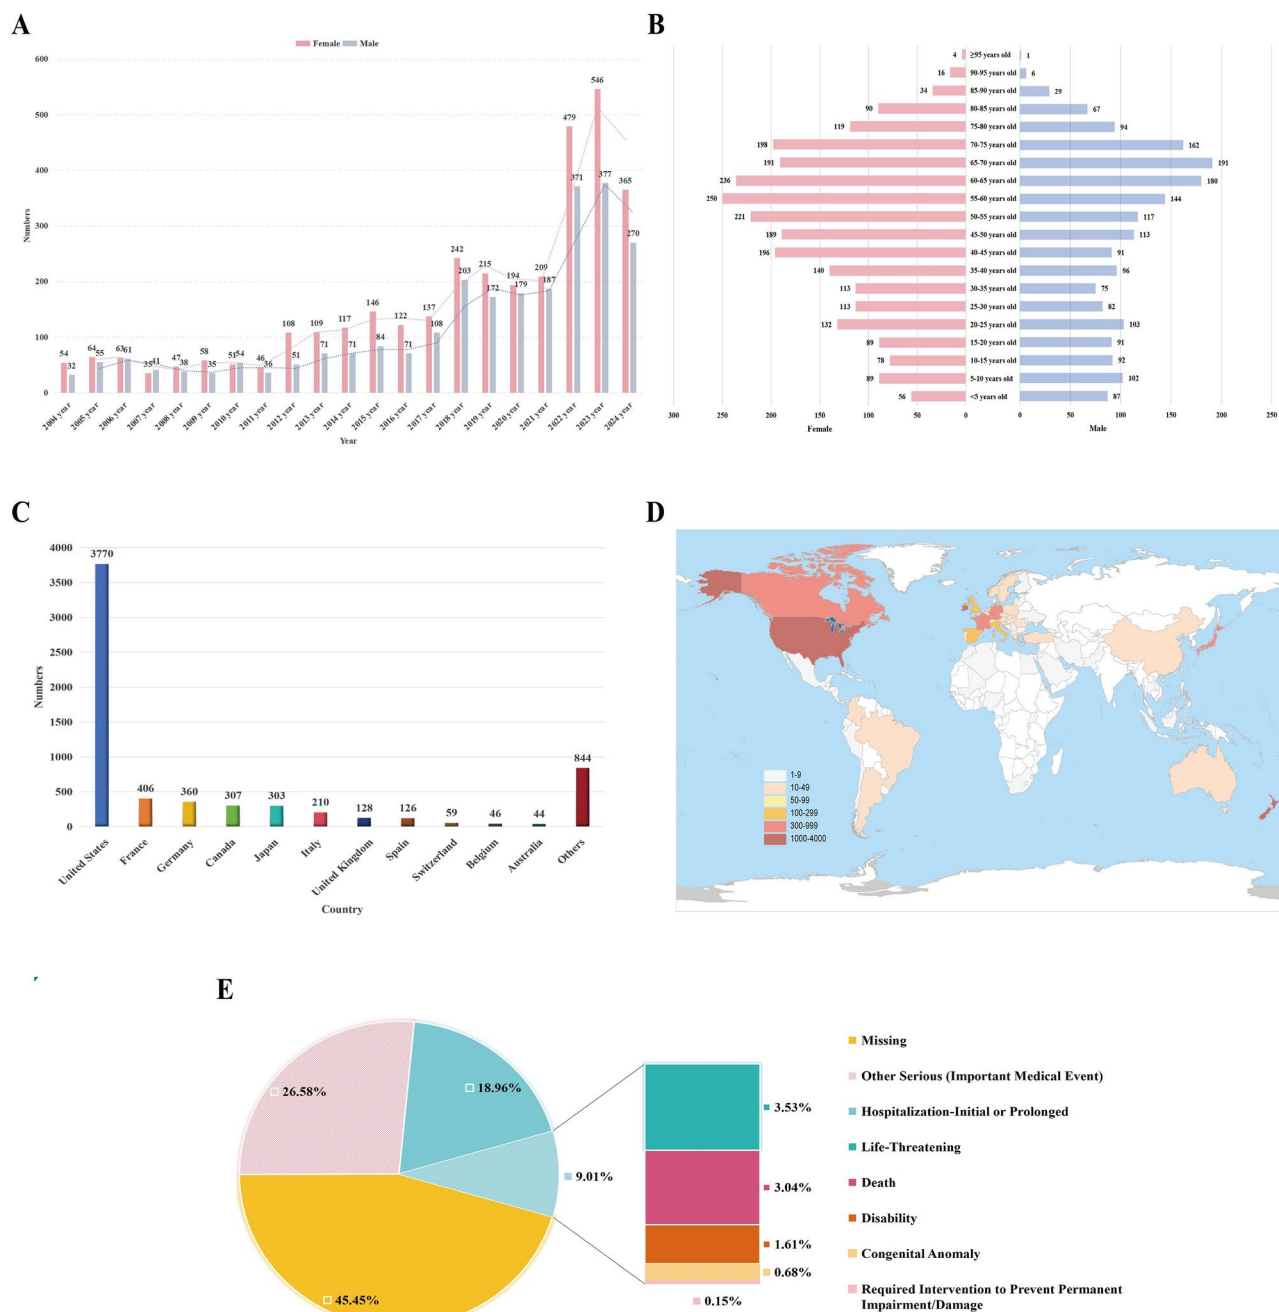 A
Female Male
600
500
400
300
200
100
0
Numbers
54 32
64 55
63 61
35 41
47 38
58 35
51 54
46 36
108 51
109 71
117 71
146 84
122 71
137 108
242 203
215 172
194 179
209 187
479 371
546 377
365 270
2004 year
2005 year
2006 year
2007 year
2008 year
2009 year
2010 year
2011 year
2012 year
2013 year
2014 year
2015 year
2016 year
2017 year
2018 year
2019 year
2020 year
2021 year
2022 year
2023 year
2024 year
Year
B
4 ≥95 years old 1
16 90-95 years old 6
34 85-90 years old 29
90 80-85 years old 67
119 75-80 years old 94
198 70-75 years old 162
191 65-70 years old 191
236 60-65 years old 180
250 55-60 years old 144
221 50-55 years old 117
189 45-50 years old 113
196 40-45 years old 91
140 35-40 years old 96
113 30-35 years old 75
113 25-30 years old 82
132 20-25 years old 103
89 15-20 years old 91
78 10-15 years old 92
89 5-10 years old 102
56 <5 years old 87
300 200 100 0 0 50 100 150 200 250
Female Male
C
4000
3500
3000
2500
2000
1500
1000
500
0
Numbers
3770
406
360
307
303
210
128
126
59
46
44
844
United States
France
Germany
Canada
Japan
Italy
United Kingdom
Spain
Switzerland
Belgium
Australia
Others
Country
D
1-9
10-49
50-99
100-299
300-999
1000-4000
E
26.58%
18.96%
9.01%
45.45%
3.53%
3.04%
1.61%
0.68%
0.15%
Missing
Other Serious (Important Medical Event)
Hospitalization-Initial or Prolonged
Life-Threatening
Death
Disability
Congenital Anomaly
Required Intervention to Prevent Permanent
Impairment/Damage